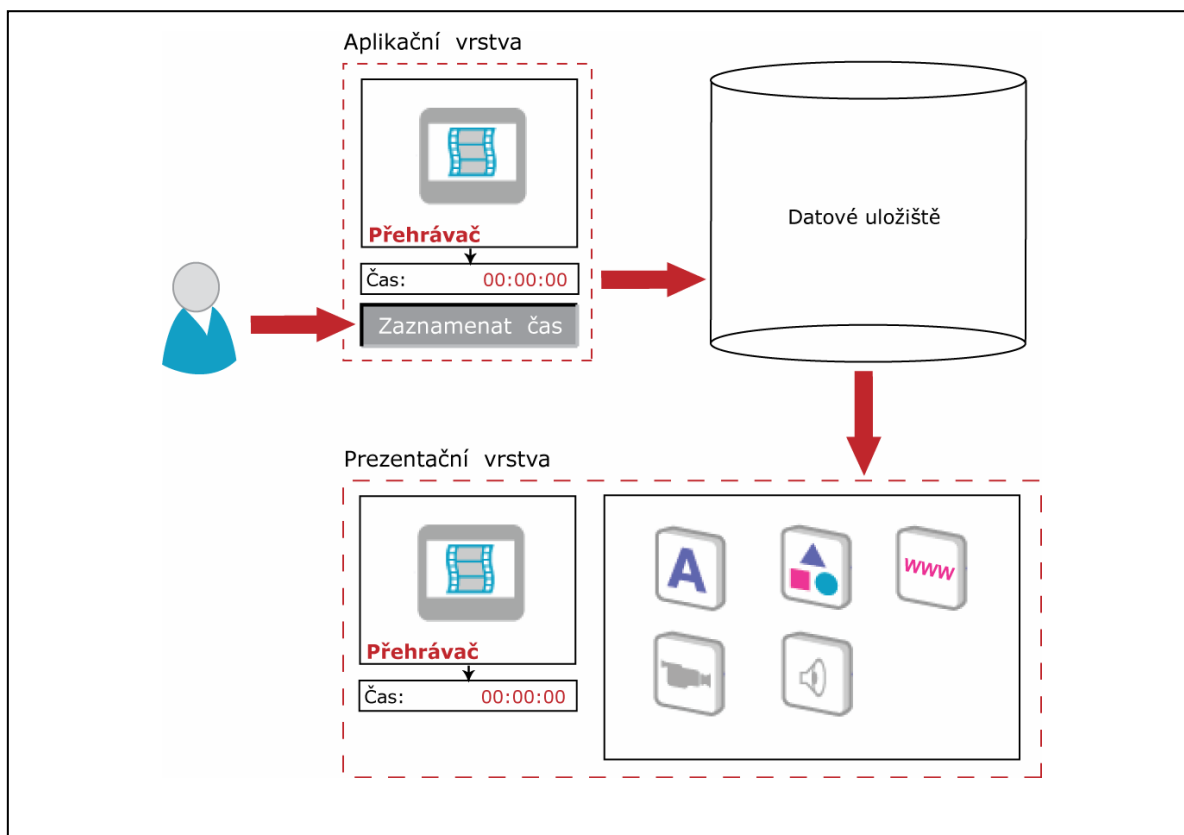 Aplikační vrstva
Přehrávač
Čas: 00:00:00
Zaznamenat čas
Datové uložiště
Prezentační vrstva
Přehrávač
Čas: 00:00:00
A
www